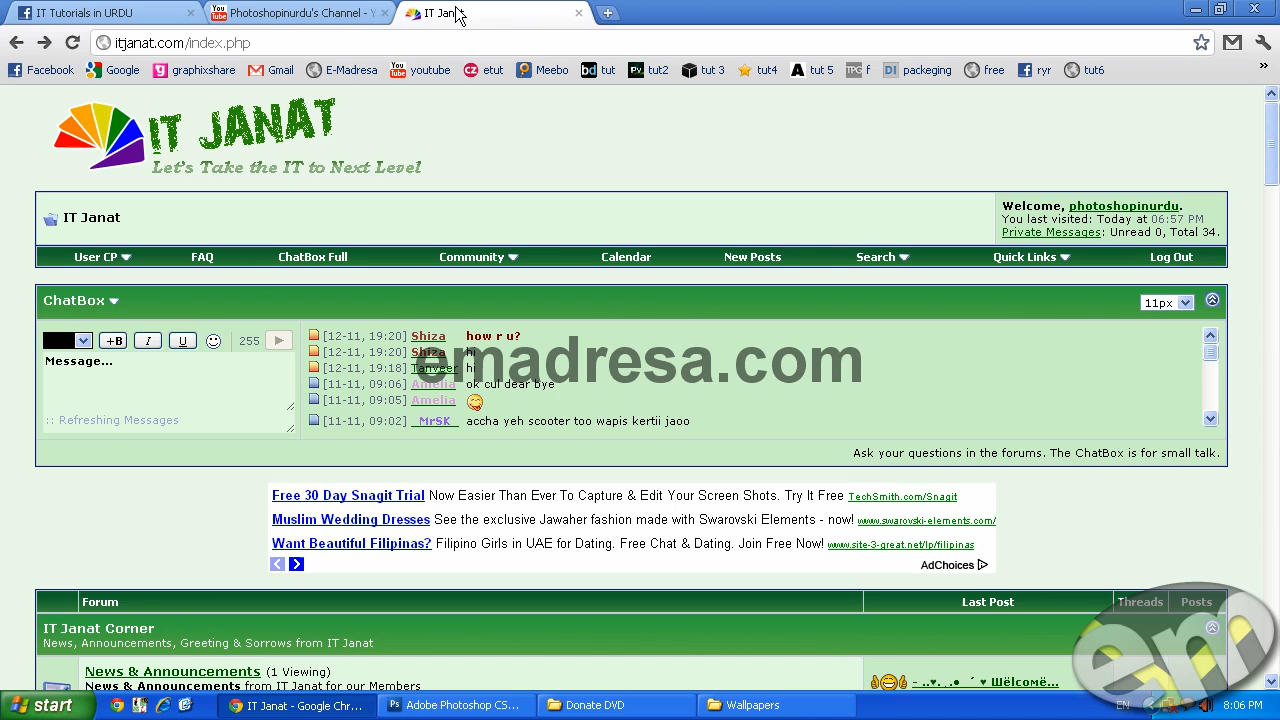 IT Tutorials in URDU
Photoshopinurdu's Channel - Y
IT Janat
itjanat.com/index.php
Facebook
Google
graphixshare
Gmail
E-Madresa
youtube
etut
Meebo
tut
tut2
tut 3
tut4
tut 5
f
packeging
free
ryr
tut6
IT JANAT
Let's Take the IT to Next Level
IT Janat
Welcome, photoshopinurdu.
You last visited: Today at 06:57 PM
Private Messages: Unread 0, Total 34.
User CP
FAQ
ChatBox Full
Community
Calendar
New Posts
Search
Quick Links
Log Out
ChatBox
11px
+B
I
U
255
Message...
:: Refreshing Messages
[12-11, 19:20] Shiza how r u?
[12-11, 19:20] Shiza hi
[12-11, 19:18] Tanveer hi
[11-11, 09:06] Amelia ok cul dear bye
[11-11, 09:05] Amelia
[11-11, 09:02] MrSK accha yeh scooter too wapis kertii jaoo
emadresa.com
Ask your questions in the forums. The ChatBox is for small talk.
Free 30 Day Snagit Trial Now Easier Than Ever To Capture & Edit Your Screen Shots. Try It Free TechSmith.com/Snagit
Muslim Wedding Dresses See the exclusive Jawaher fashion made with Swarovski Elements - now! www.swarovski-elements.com/
Want Beautiful Filipinas? Filipino Girls in UAE for Dating. Free Chat & Dating. Join Free Now! www.site-3-great.net/lp/filipinas
AdChoices
Forum
Last Post
Threads
Posts
IT Janat Corner
News, Announcements, Greeting & Sorrows from IT Janat
News & Announcements (1 Viewing)
News & Announcements from IT Janat for our Members
em
start
IT Janat - Google Chr...
Adobe Photoshop CS...
Donate DVD
Wallpapers
EN
8:06 PM